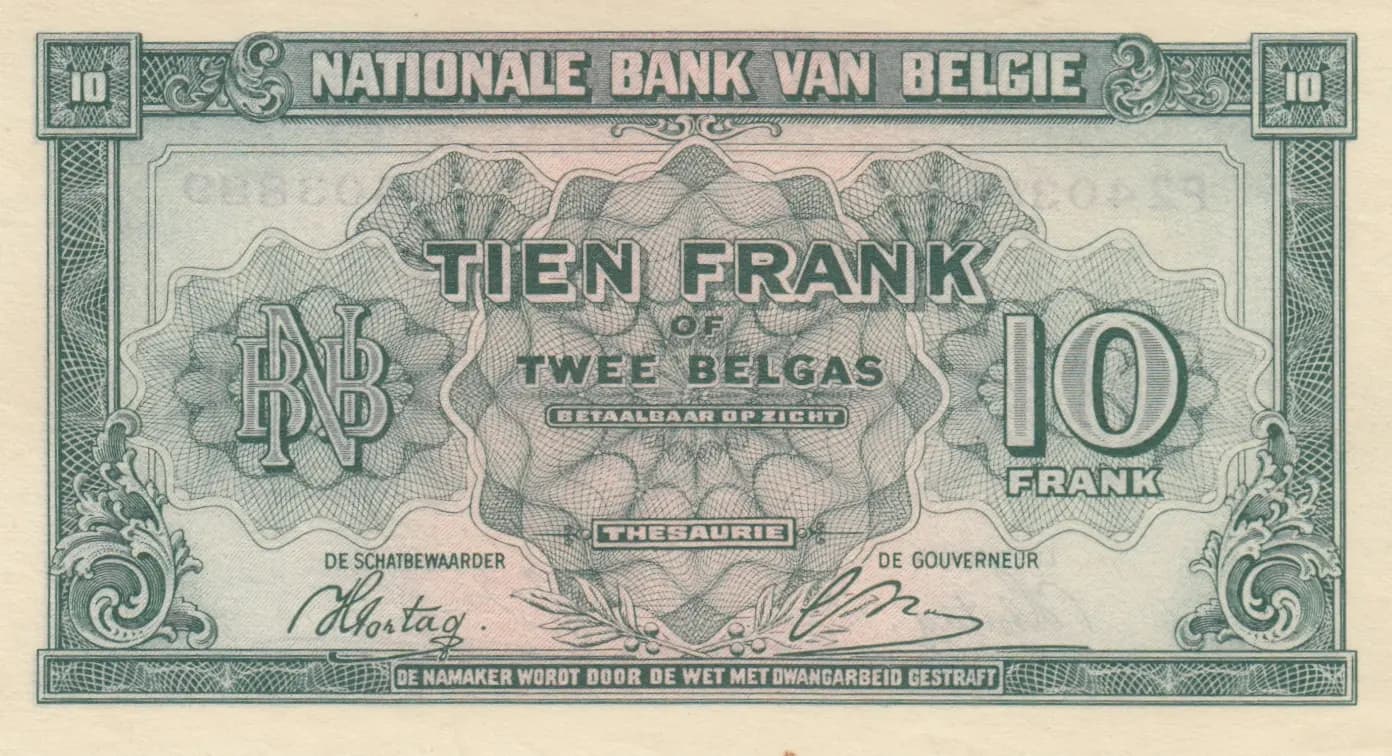 10 NATIONALE BANK VAN BELGIE 10
TIEN FRANK
OF
TWEE BELGAS
BETAALBAAR OP ZICHT
BNB
10
FRANK
THESAURIE
DE SCHATBEWAARDER DE GOUVERNEUR
DE NAMAKER WORDT DOOR DE WET MET DWANGARBEID GESTRAFT